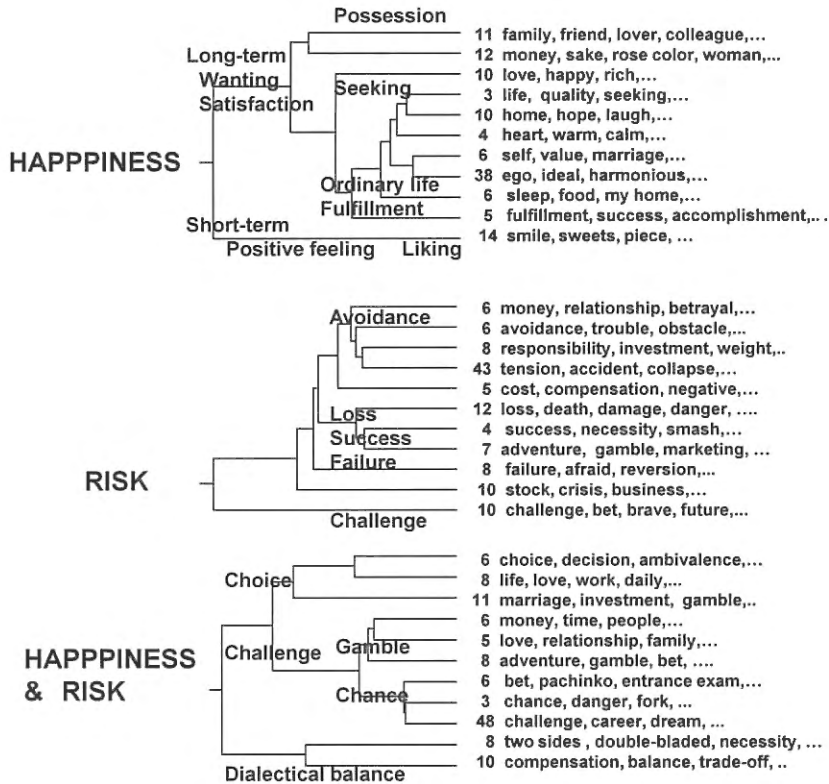 Possession
11 family, friend, lover, colleague,...
Long-term
12 money, sake, rose color, woman,...
Wanting
10 love, happy, rich,...
Satisfaction
Seeking
3 life, quality, seeking,...
10 home, hope, laugh,...
4 heart, warm, calm,...
HAPPPINESS
6 self, value, marriage,...
38 ego, ideal, harmonious,...
Ordinary life
6 sleep, food, my home,...
Fulfillment
5 fulfillment, success, accomplishment,.. .
Short-term
14 smile, sweets, piece, ...
Positive feeling
Liking
6 money, relationship, betrayal,...
Avoidance
6 avoidance, trouble, obstacle,...
8 responsibility, investment, weight,..
43 tension, accident, collapse,...
5 cost, compensation, negative,...
12 loss, death, damage, danger, ....
Loss
4 success, necessity, smash,...
Success
7 adventure, gamble, marketing, ...
Failure
8 failure, afraid, reversion,...
RISK
10 stock, crisis, business,...
10 challenge, bet, brave, future,...
Challenge
6 choice, decision, ambivalence,...
Choice
8 life, love, work, daily,...
11 marriage, investment, gamble,..
6 money, time, people,...
5 love, relationship, family,...
Challenge
Gamble
HAPPPINESS
8 adventure, gamble, bet, ....
& RISK
6 bet, pachinko, entrance exam,...
Chance
3 chance, danger, fork, ...
48 challenge, career, dream, ...
8 two sides , double-bladed, necessity, ...
10 compensation, balance, trade-off, ..
Dialectical balance